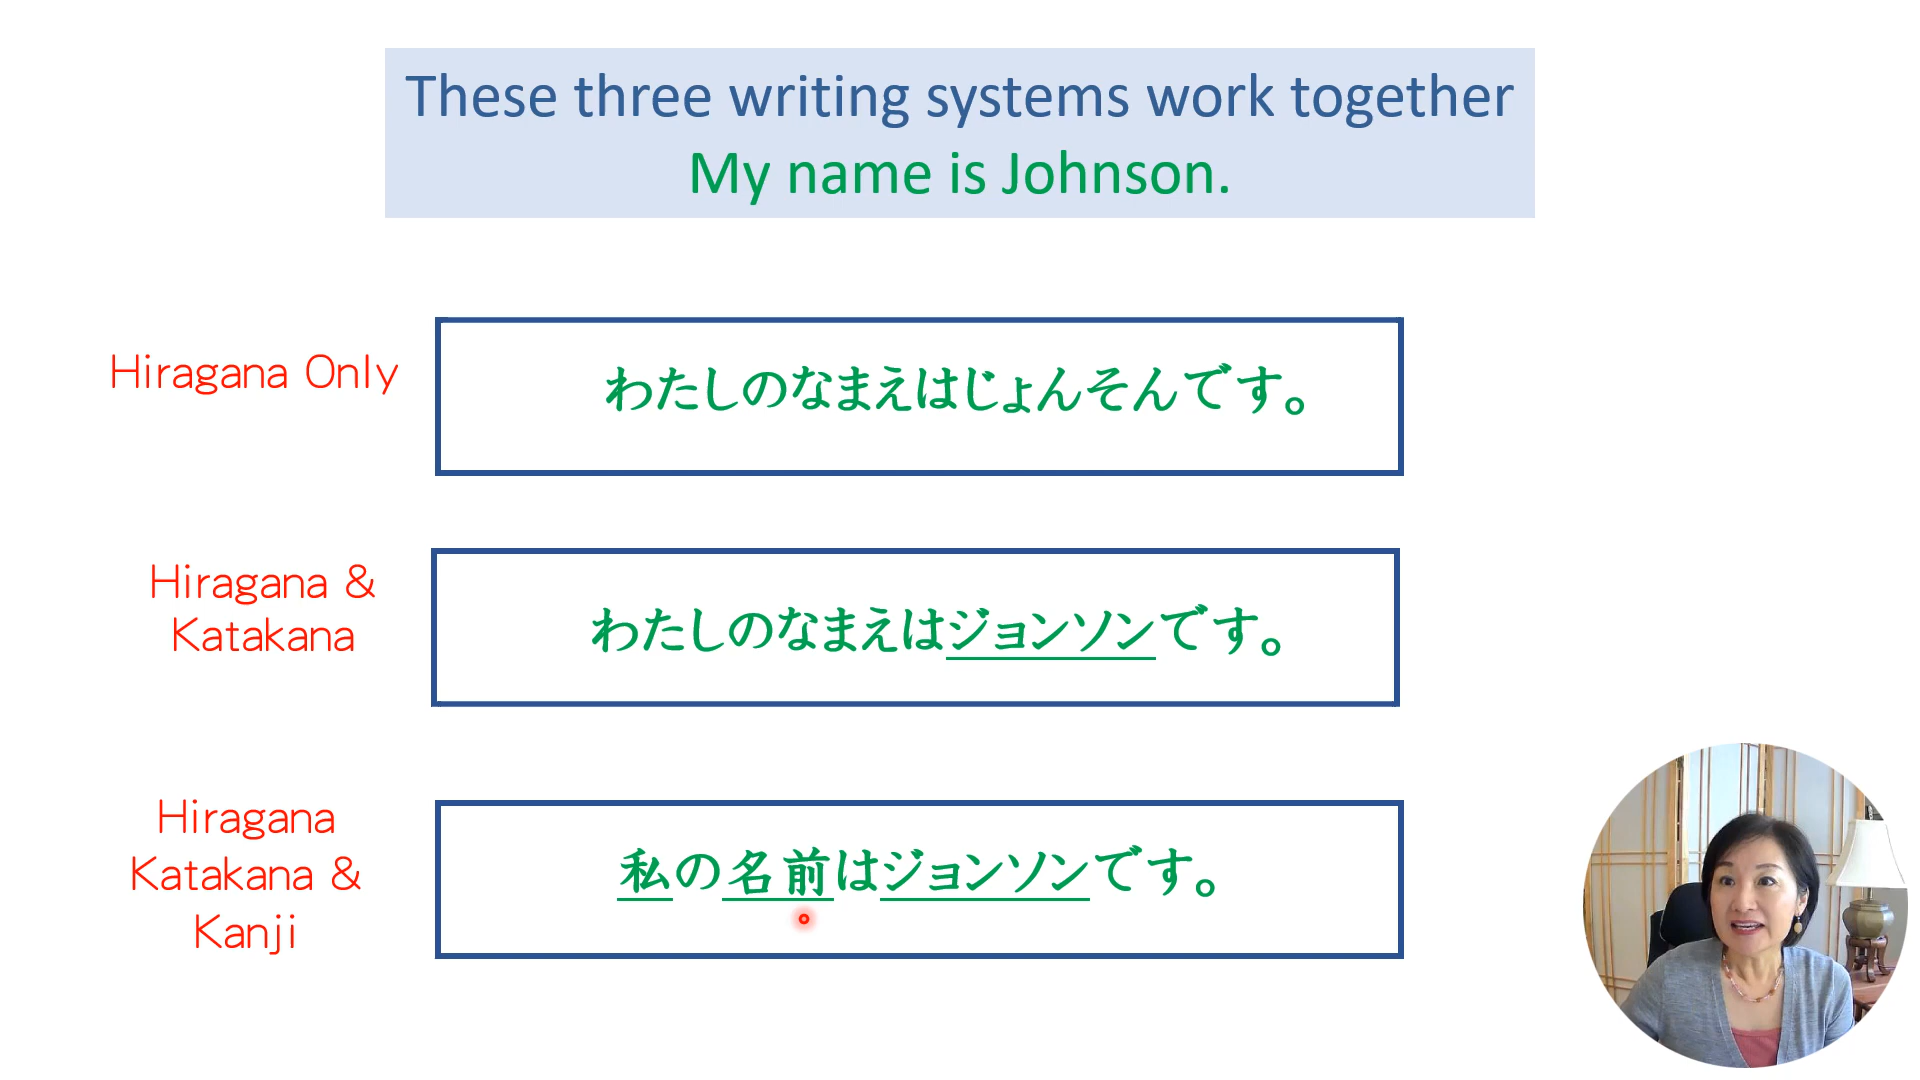 These three writing systems work together
My name is Johnson.
Hiragana Only
わたしのなまえはじょんそんです。
Hiragana &
Katakana
わたしのなまえはジョンソンです。
Hiragana
Katakana &
Kanji
私の名前はジョンソンです。